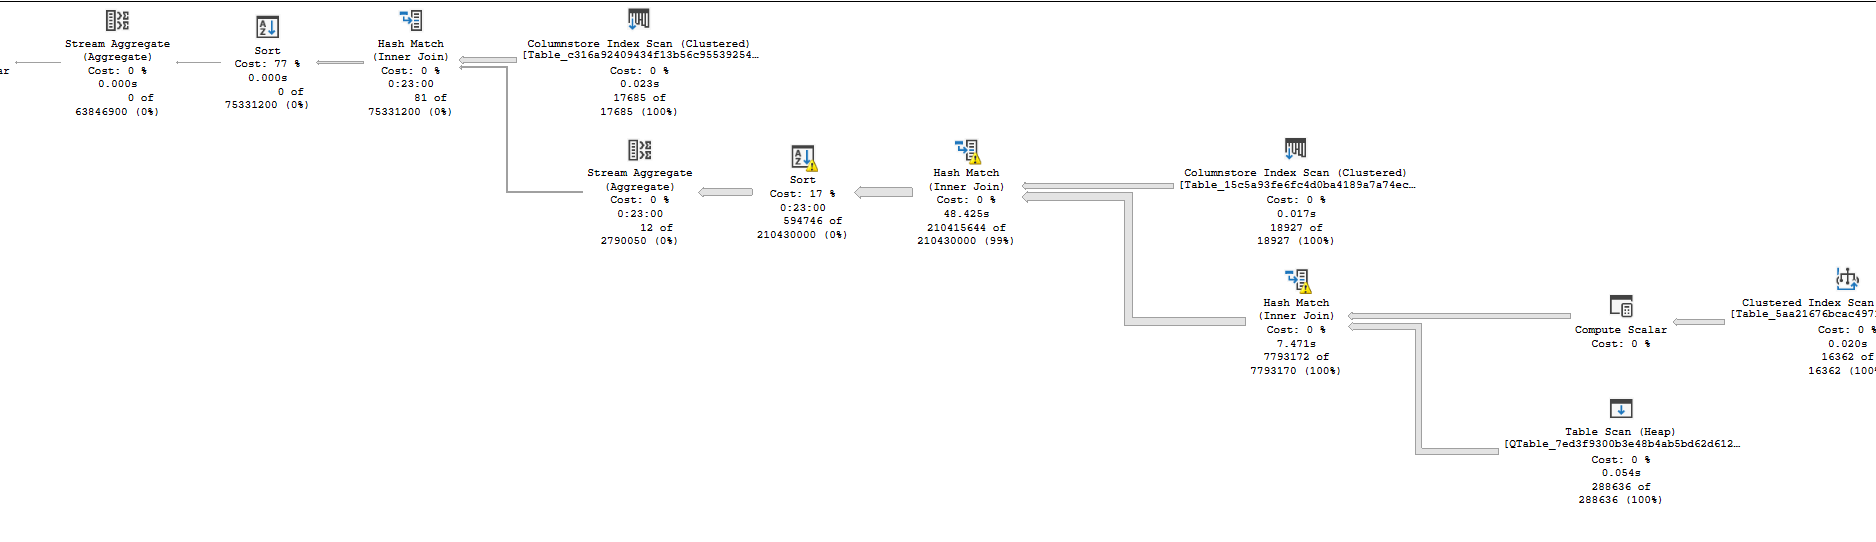 ar
Stream Aggregate
(Aggregate)
Cost: 0 %
0.000s
0 of
63846900 (0%)
Sort
Cost: 77 %
0.000s
0 of
75331200 (0%)
Hash Match
(Inner Join)
Cost: 0 %
0:23:00
81 of
75331200 (0%)
Columnstore Index Scan (Clustered)
[Table_c316a92409434f13b56c95539254…
Cost: 0 %
0.023s
17685 of
17685 (100%)
Stream Aggregate
(Aggregate)
Cost: 0 %
0:23:00
12 of
2790050 (0%)
Sort
Cost: 17 %
0:23:00
594746 of
210430000 (0%)
Hash Match
(Inner Join)
Cost: 0 %
48.425s
210415644 of
210430000 (99%)
Columnstore Index Scan (Clustered)
[Table_15c5a93fe6fc4d0ba4189a7a74ec…
Cost: 0 %
0.017s
18927 of
18927 (100%)
Hash Match
(Inner Join)
Cost: 0 %
7.471s
7793172 of
7793170 (100%)
Compute Scalar
Cost: 0 %
Clustered Index Scan
[Table_5aa21676bcac497
Cost: 0 %
0.020s
16362 of
16362 (100%
Table Scan (Heap)
[QTable_7ed3f9300b3e48b4ab5bd62d612…
Cost: 0 %
0.054s
288636 of
288636 (100%)